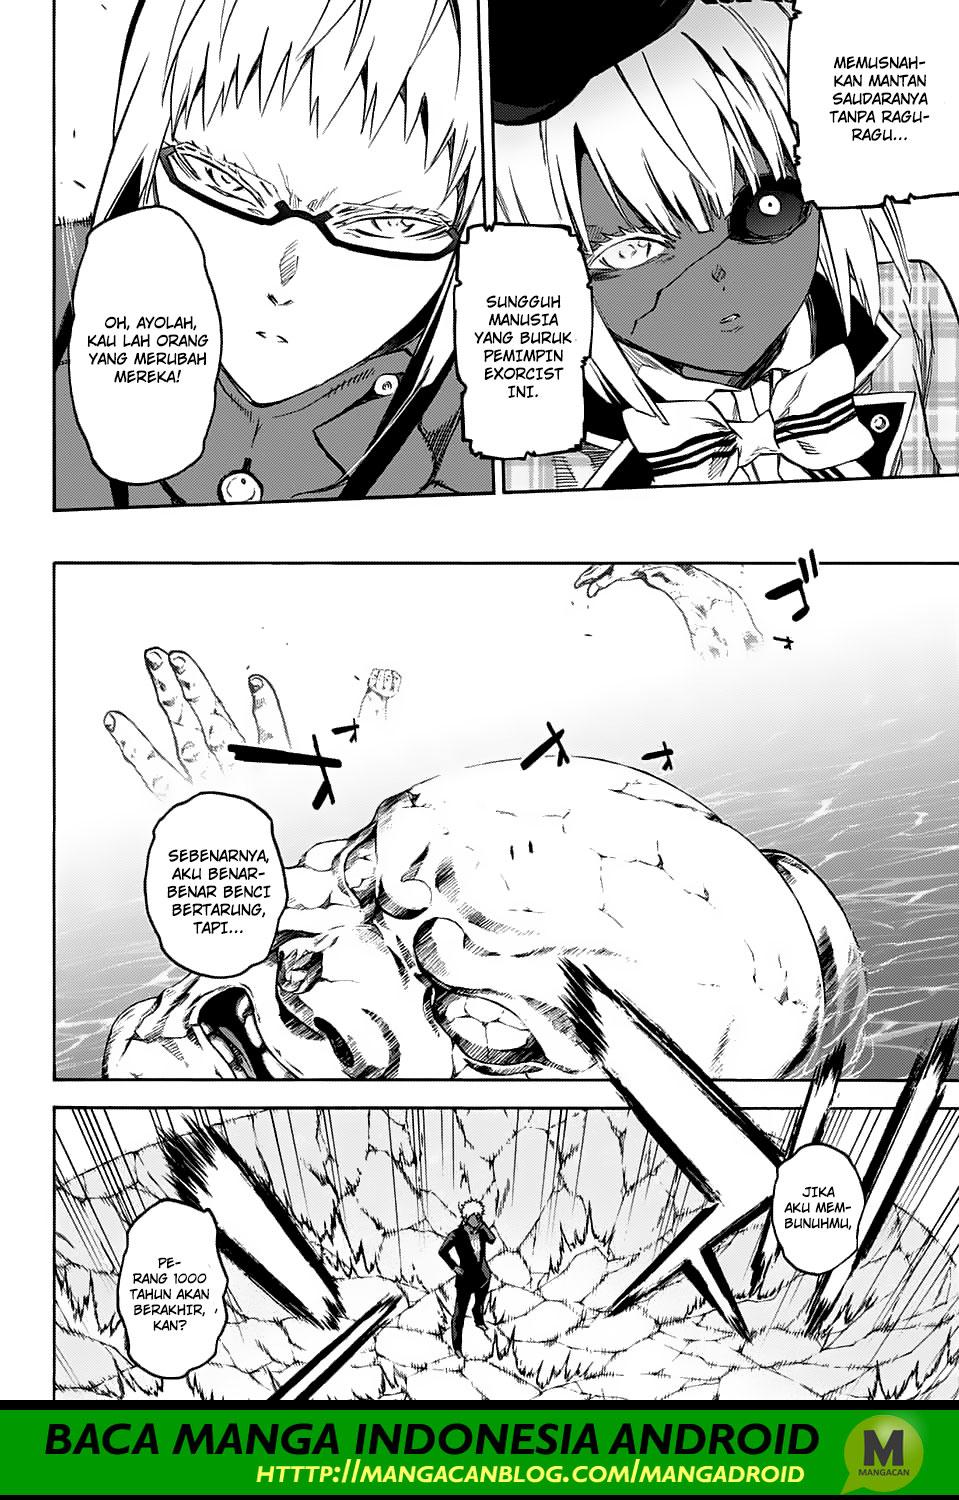 MEMUSNAH-
KAN MANTAN
SAUDARANYA
TANPA RAGU-
RAGU...
SUNGGUH
MANUSIA
YANG BURUK
PEMIMPIN
EXORCIST
INI.
OH, AYOLAH,
KAU LAH ORANG
YANG MERUBAH
MEREKA!
SEBENARNYA,
AKU BENAR-
BENAR BENCI
BERTARUNG,
TAPI...
JIKA
AKU MEM-
BUNUHMU,
PE-
RANG 1000
TAHUN AKAN
BERAKHIR,
KAN?
BACA MANGA INDONESIA ANDROID
HTTTP://MANGACANBLOG.COM/MANGADROID
M
MANGACAN